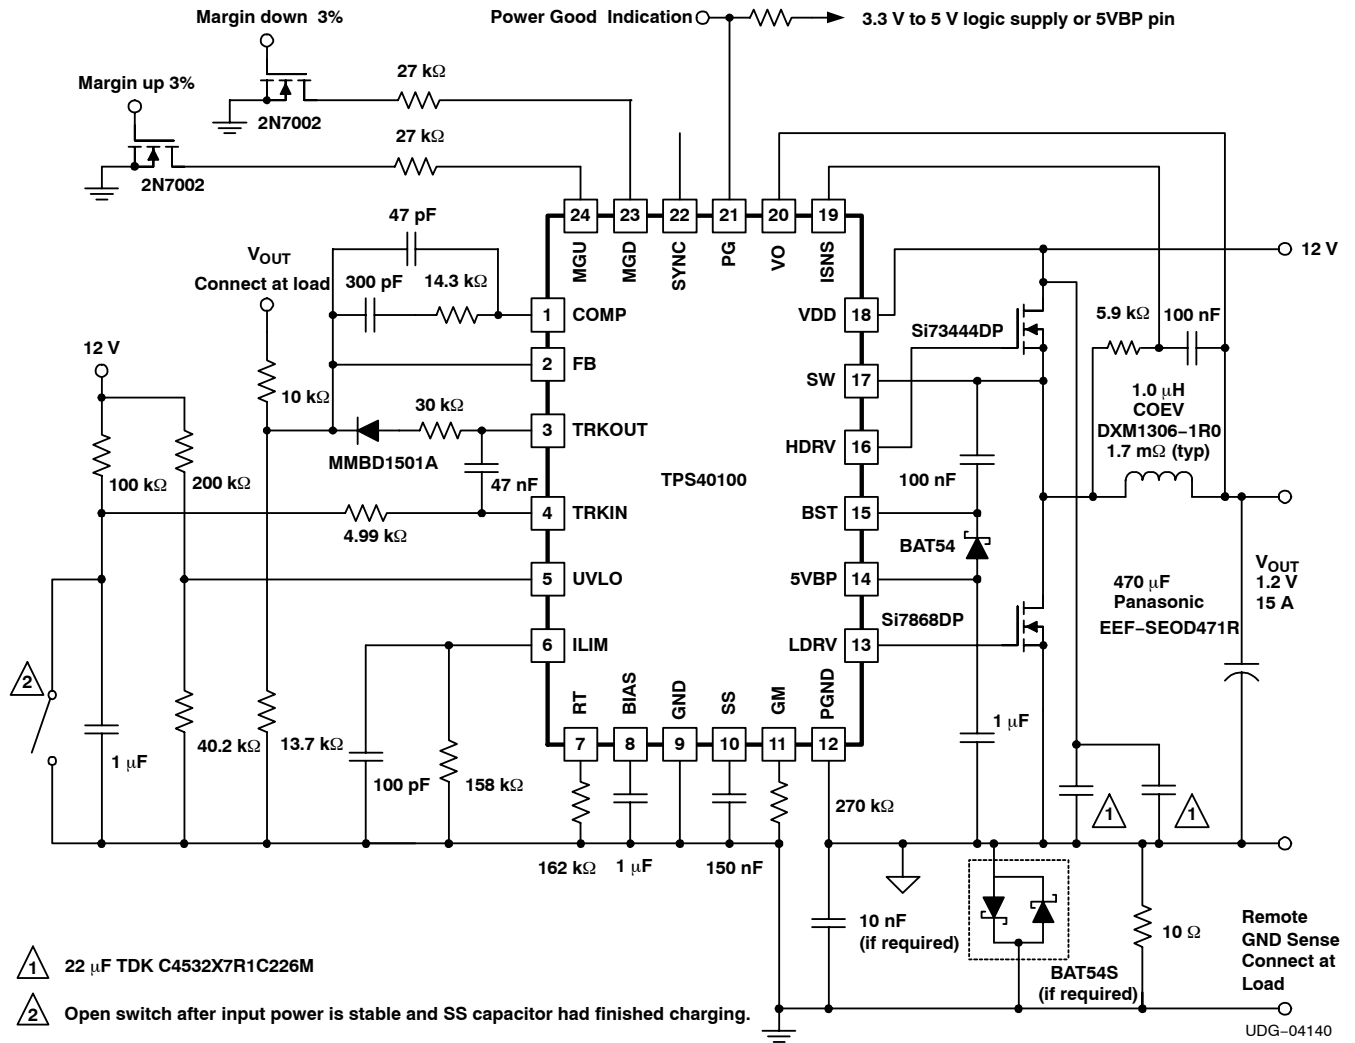 Margin down 3%
Power Good Indication
3.3 V to 5 V logic supply or 5VBP pin
27 kΩ
Margin up 3%
2N7002
27 kΩ
2N7002
24
23
22
21
20
19
MGU
MGD
SYNC
PG
VO
ISNS
47 pF
VOUT
Connect at load
300 pF
14.3 kΩ
1
COMP
VDD
18
12 V
Si73444DP
5.9 kΩ
100 nF
12 V
2
FB
SW
17
10 kΩ
30 kΩ
1.0 μH
COEV
DXM1306−1R0
1.7 mΩ (typ)
3
TRKOUT
HDRV
16
MMBD1501A
100 kΩ
200 kΩ
47 nF
TPS40100
100 nF
4
TRKIN
BST
15
4.99 kΩ
BAT54
5
UVLO
5VBP
14
470 μF
Panasonic
EEF−SEOD471R
VOUT
1.2 V
15 A
Si7868DP
6
ILIM
LDRV
13
2
RT
BIAS
GND
SS
GM
PGND
7
8
9
10
11
12
1 μF
40.2 kΩ
13.7 kΩ
100 pF
158 kΩ
1 μF
270 kΩ
1
1
162 kΩ
1 μF
150 nF
10 nF
(if required)
10 Ω
BAT54S
(if required)
Remote
GND Sense
Connect at
Load
1
22 μF TDK C4532X7R1C226M
2
Open switch after input power is stable and SS capacitor had finished charging.
UDG−04140